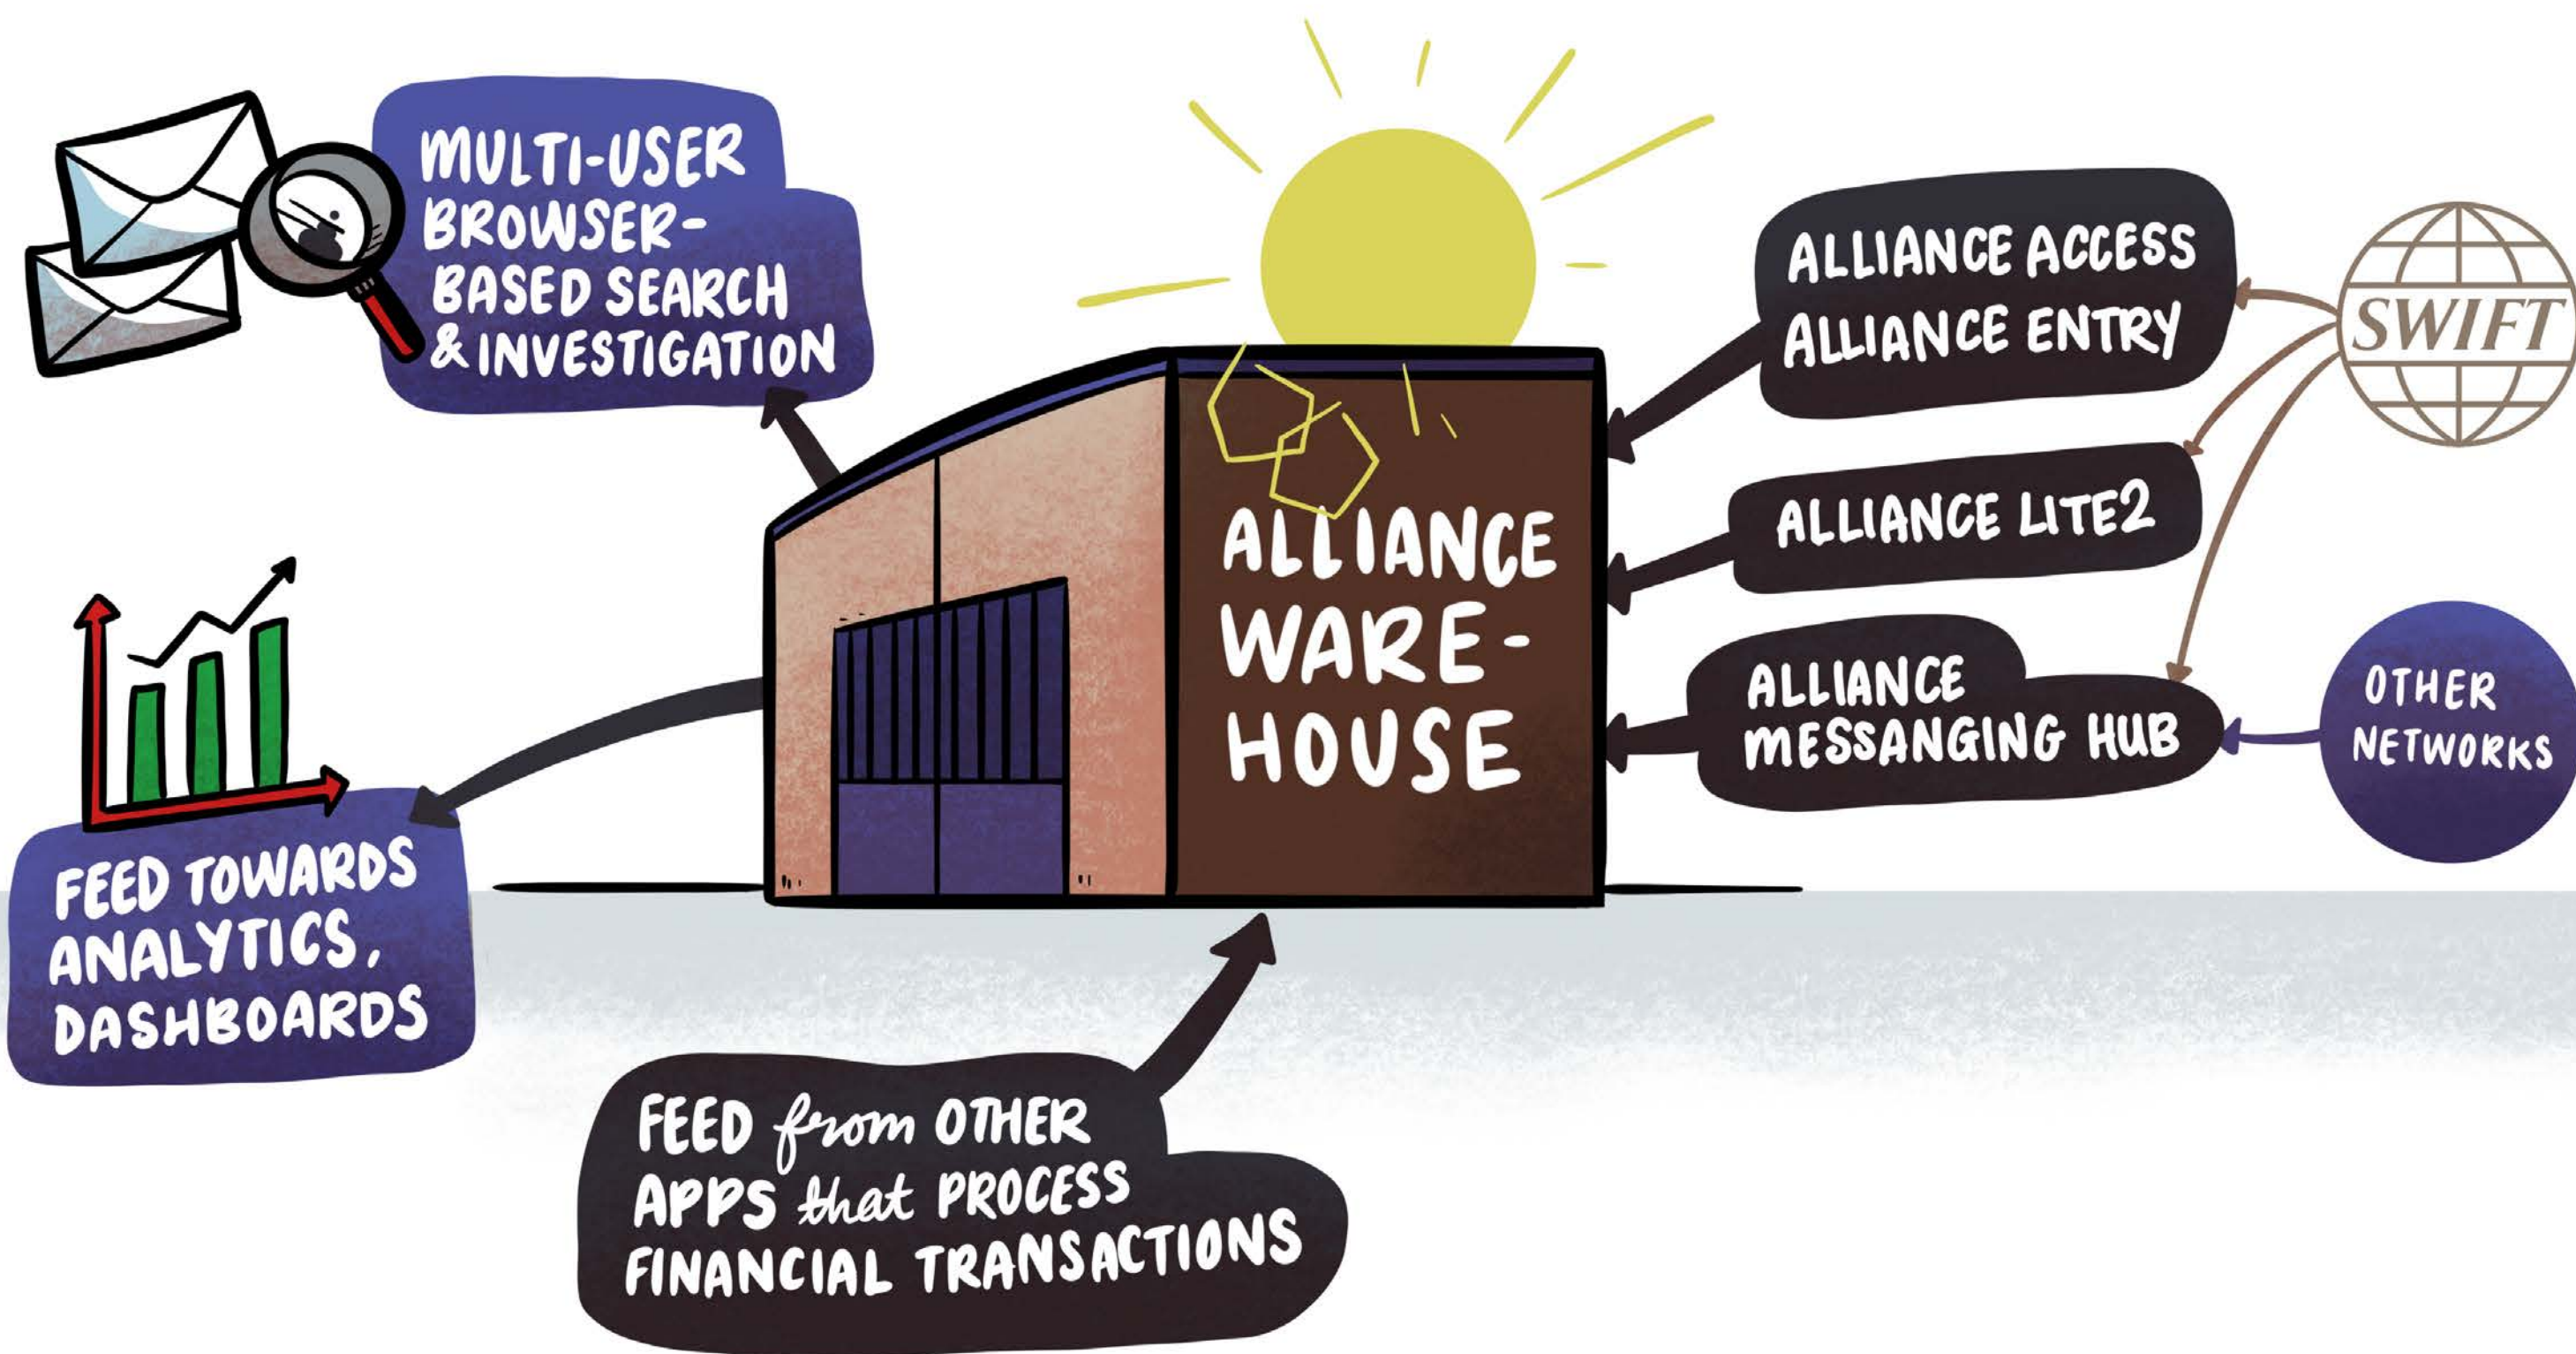 MULTI-USER
BROWSER-
BASED SEARCH
& INVESTIGATION
ALLIANCE ACCESS
ALLIANCE ENTRY
SWIFT
ALLIANCE LITE2
ALLIANCE
WARE-
HOUSE
ALLIANCE
MESSANGING HUB
OTHER
NETWORKS
FEED TOWARDS
ANALYTICS,
DASHBOARDS
FEED from OTHER
APPS that PROCESS
FINANCIAL TRANSACTIONS